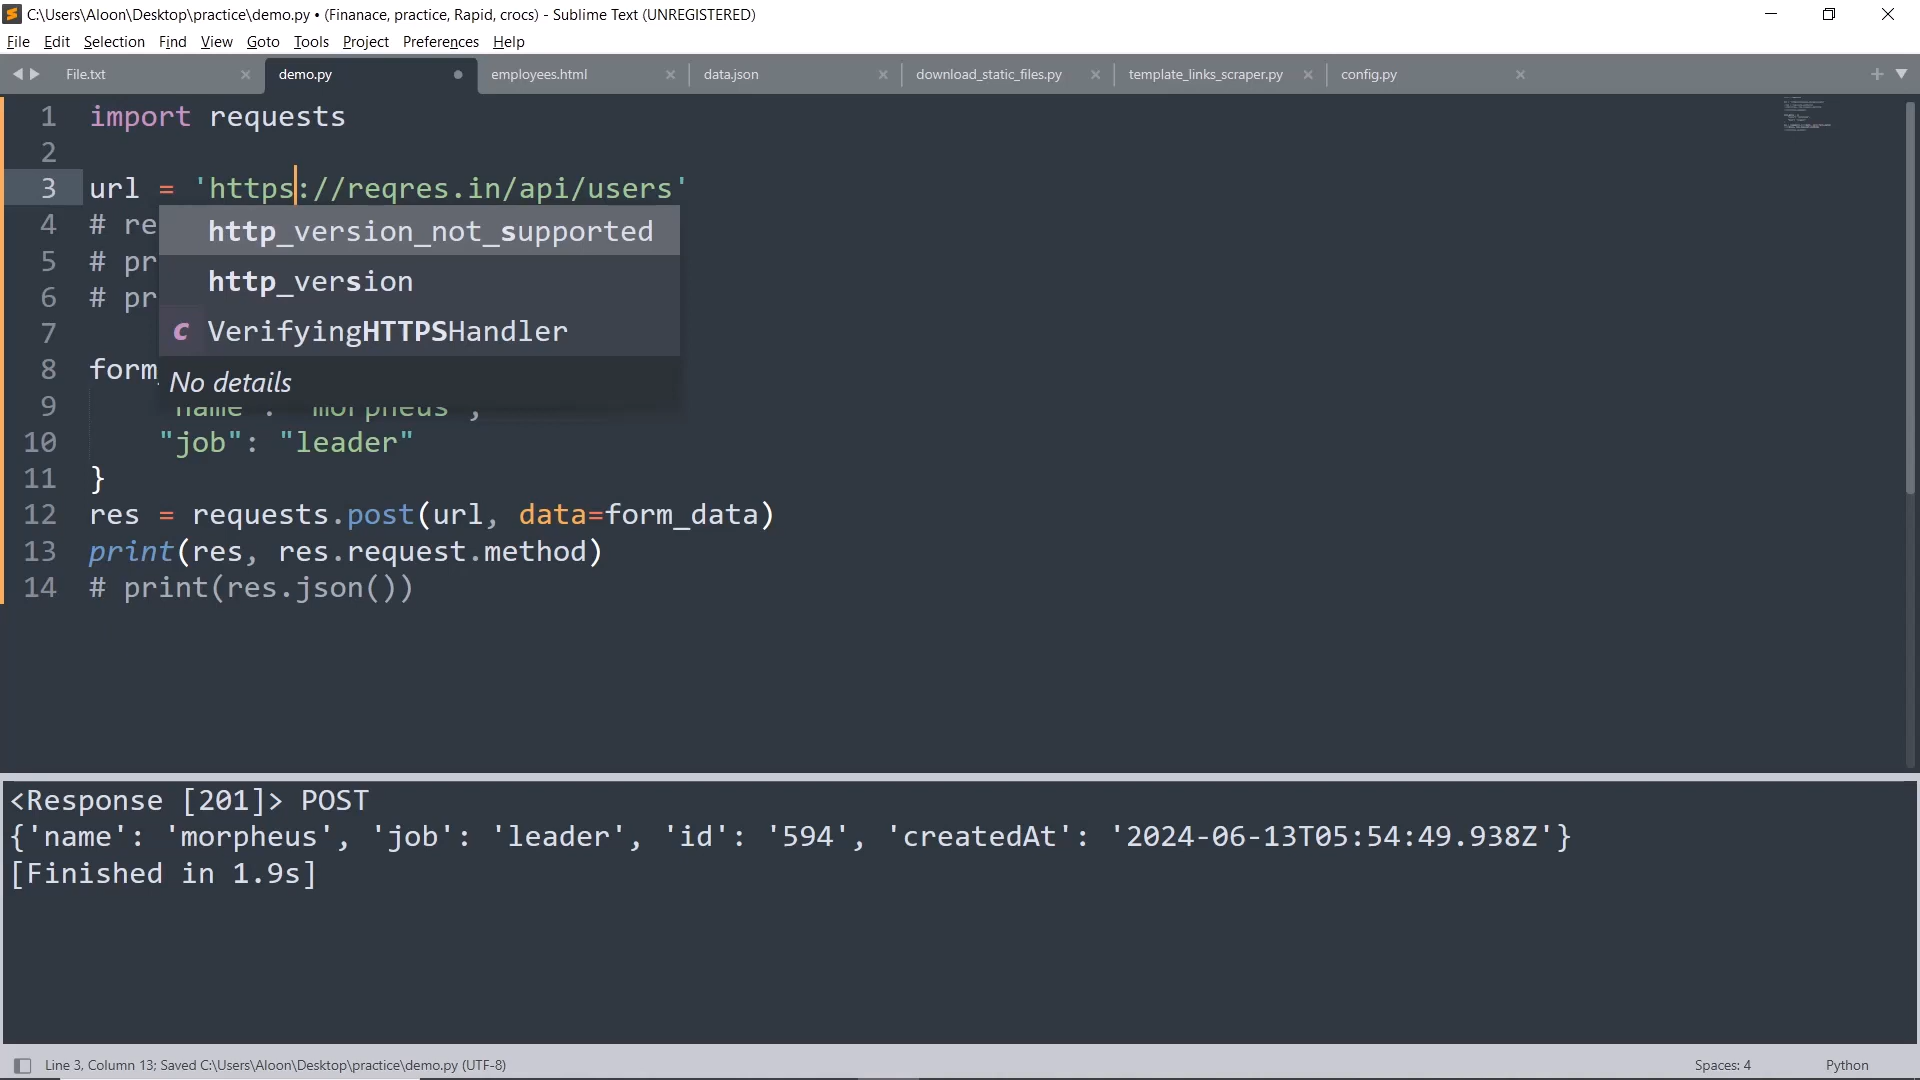 C:\Users\Aloon\Desktop\practice\demo.py • (Finanace, practice, Rapid, crocs) - Sublime Text (UNREGISTERED)
File Edit Selection Find View Goto Tools Project Preferences Help
File.txt demo.py employees.html data.json download_static_files.py template_links_scraper.py config.py
1 import requests
2
3 url = 'https://reqres.in/api/users'
4 # re
http_version_not_supported
5 # pr
http_version
6 # pr
7
c VerifyingHTTPSHandler
8 form_
No details
9 "name": "morpheus",
10 "job": "leader"
11 }
12 res = requests.post(url, data=form_data)
13 print(res, res.request.method)
14 # print(res.json())
<Response [201]> POST
{'name': 'morpheus', 'job': 'leader', 'id': '594', 'createdAt': '2024-06-13T05:54:49.938Z'}
[Finished in 1.9s]
Line 3, Column 13; Saved C:\Users\Aloon\Desktop\practice\demo.py (UTF-8) Spaces: 4 Python